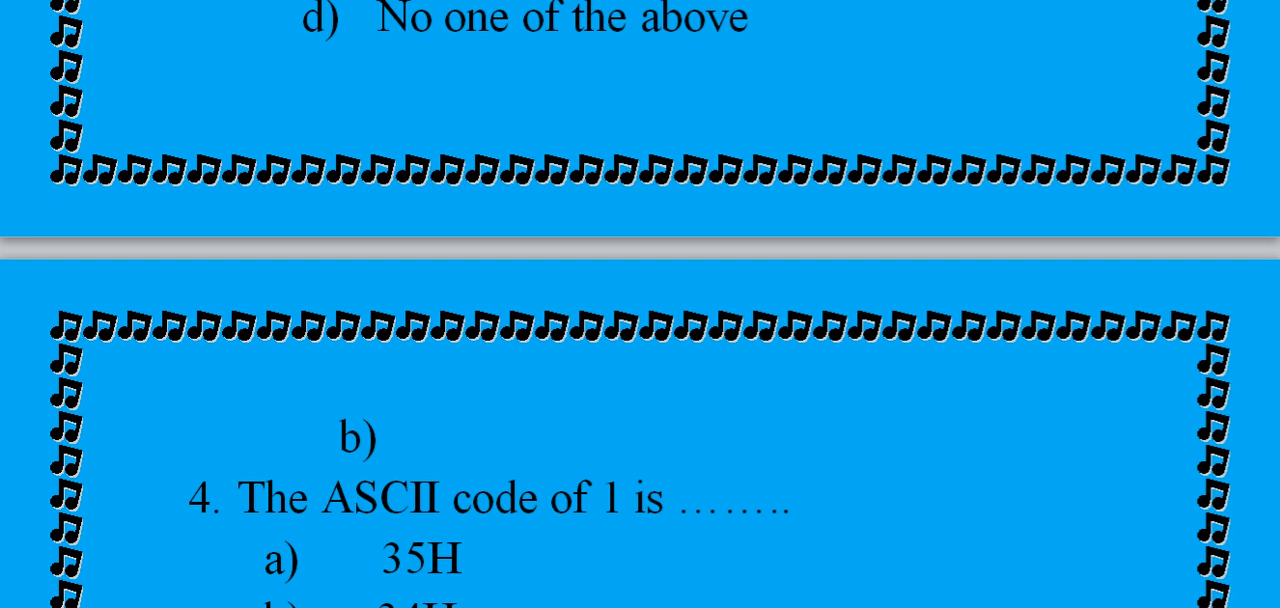 d) No one of the above
b)
4. The ASCII code of 1 is ........
a) 35H